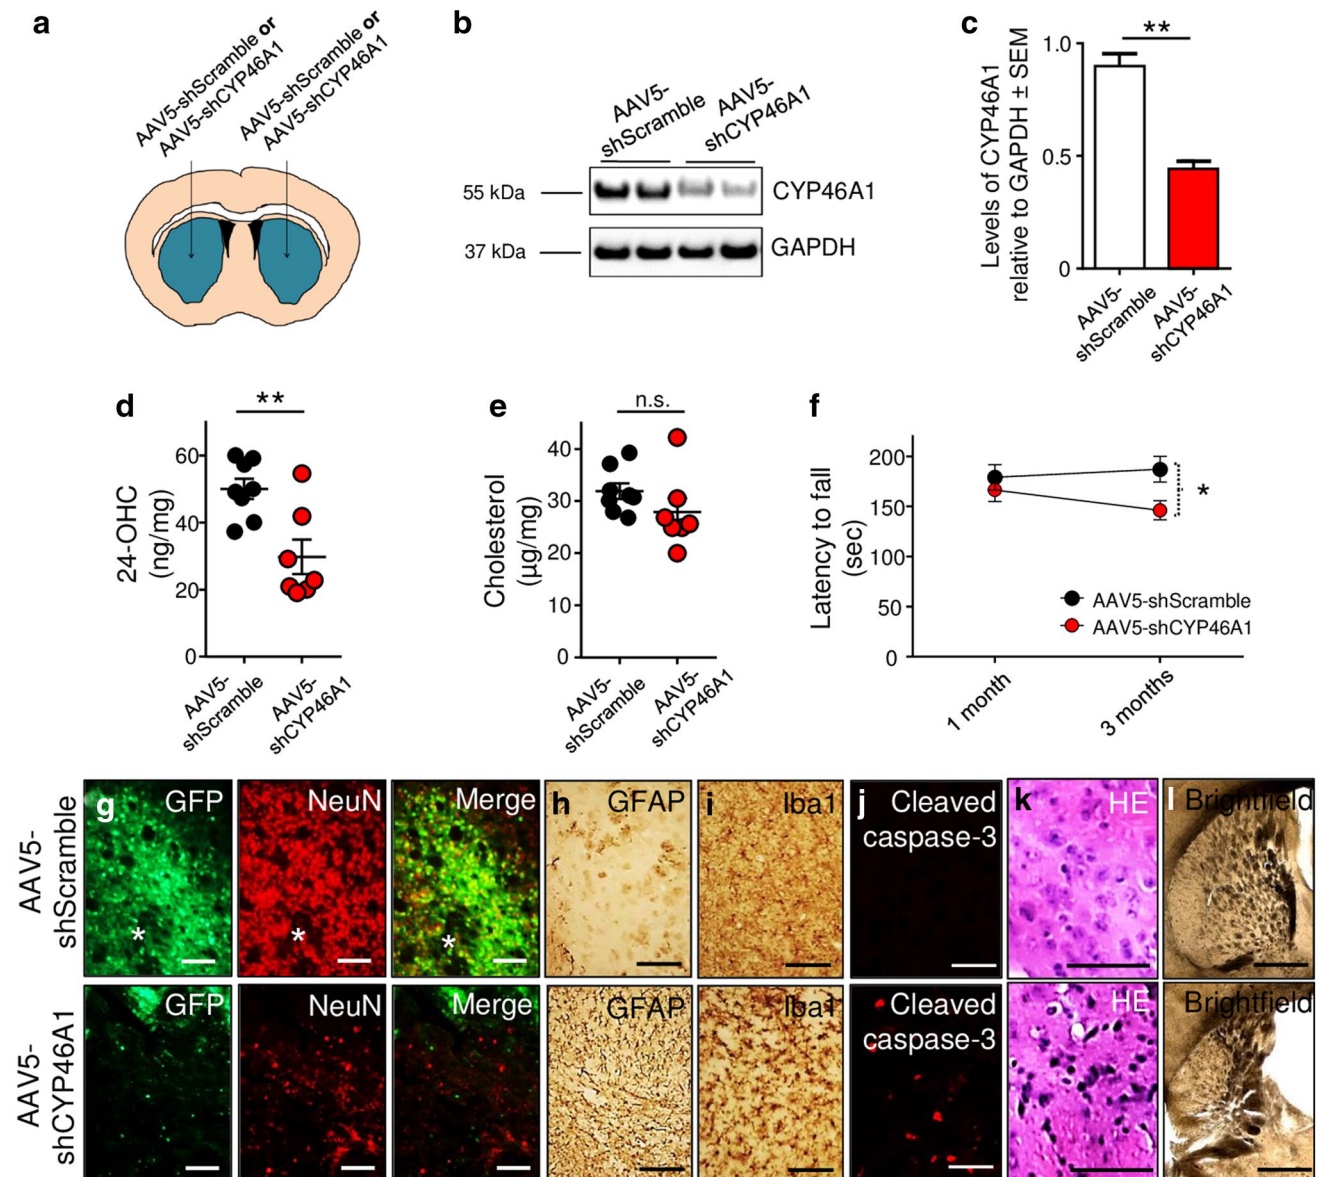 a
AAV5-shScramble or
AAV5-shCYP46A1
AAV5-shScramble or
AAV5-shCYP46A1
b
AAV5-
shScramble
AAV5-
shCYP46A1
55 kDa
CYP46A1
37 kDa
GAPDH
c
**
Levels of CYP46A1
relative to GAPDH ± SEM
1.0
0.5
0
AAV5-
shScramble
AAV5-
shCYP46A1
d
**
24-OHC
(ng/mg)
60
40
20
0
AAV5-
shScramble
AAV5-
shCYP46A1
e
n.s.
Cholesterol
(µg/mg)
40
30
20
10
0
AAV5-
shScramble
AAV5-
shCYP46A1
f
Latency to fall
(sec)
200
150
100
50
0
*
AAV5-shScramble
AAV5-shCYP46A1
1 month
3 months
AAV5-
shScramble
g GFP
*
NeuN
*
Merge
*
h GFAP
i Iba1
j Cleaved
caspase-3
k HE
l Brightfield
AAV5-
shCYP46A1
GFP
NeuN
Merge
GFAP
Iba1
Cleaved
caspase-3
HE
Brightfield